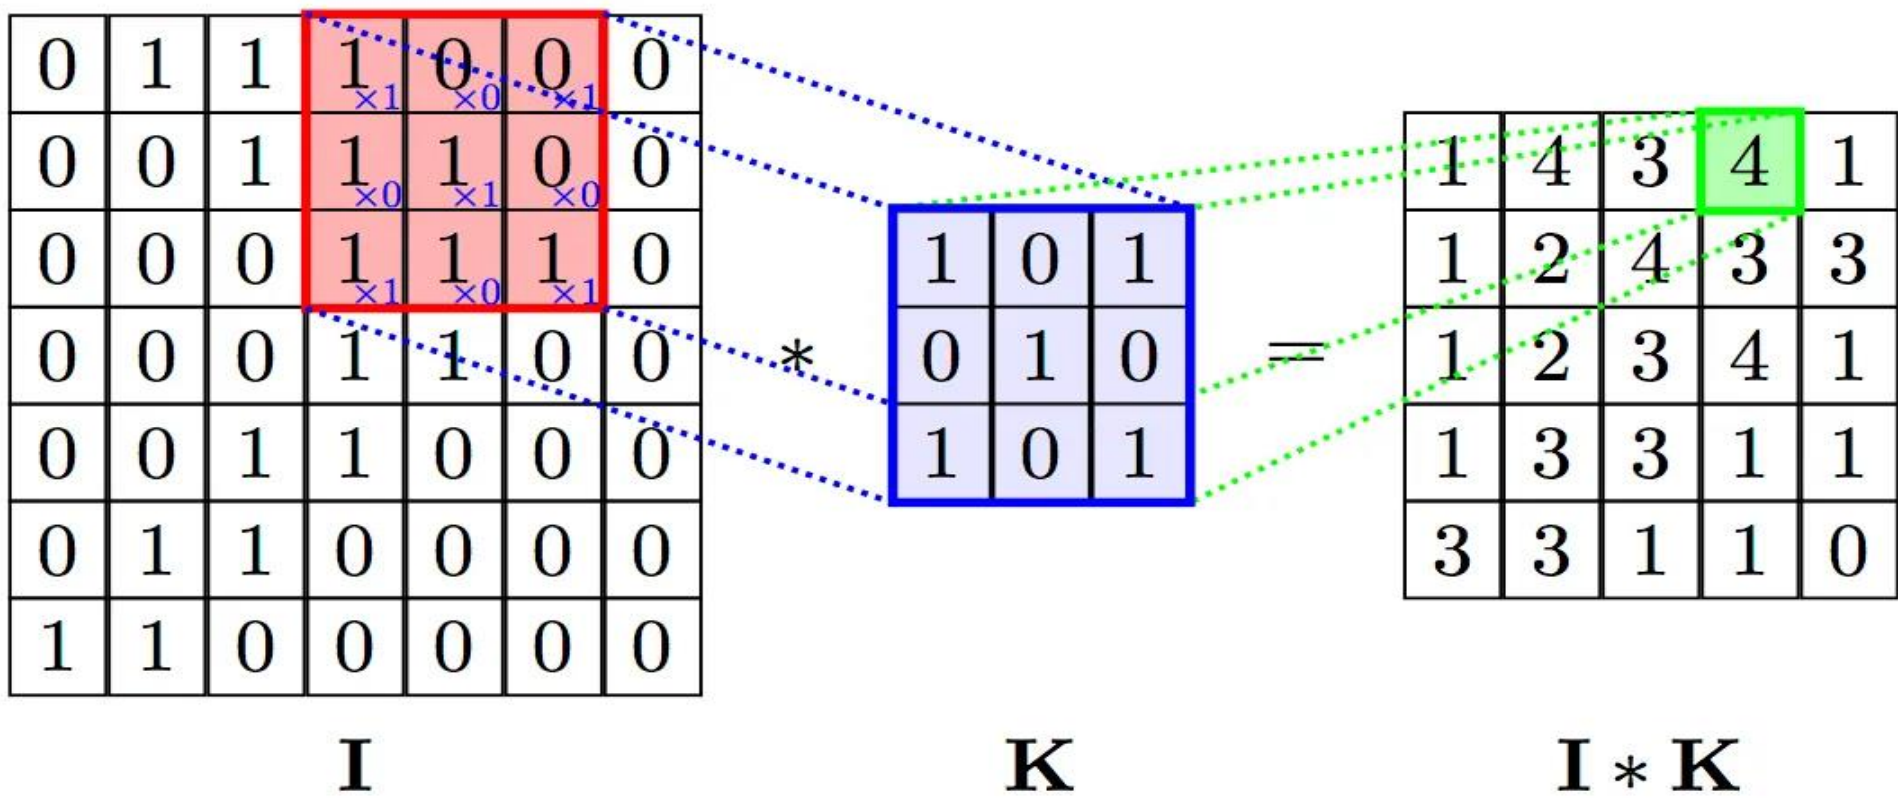 0 1 1 1 0 0 0
×1 ×0 ×1
0 0 1 1 1 0 0
×0 ×1 ×0
0 0 0 1 1 1 0
×1 ×0 ×1
0 0 0 1 1 0 0
0 0 1 1 0 0 0
0 1 1 0 0 0 0
1 1 0 0 0 0 0
I
*
1 0 1
0 1 0
1 0 1
K
=
1 4 3 4 1
1 2 4 3 3
1 2 3 4 1
1 3 3 1 1
3 3 1 1 0
I * K